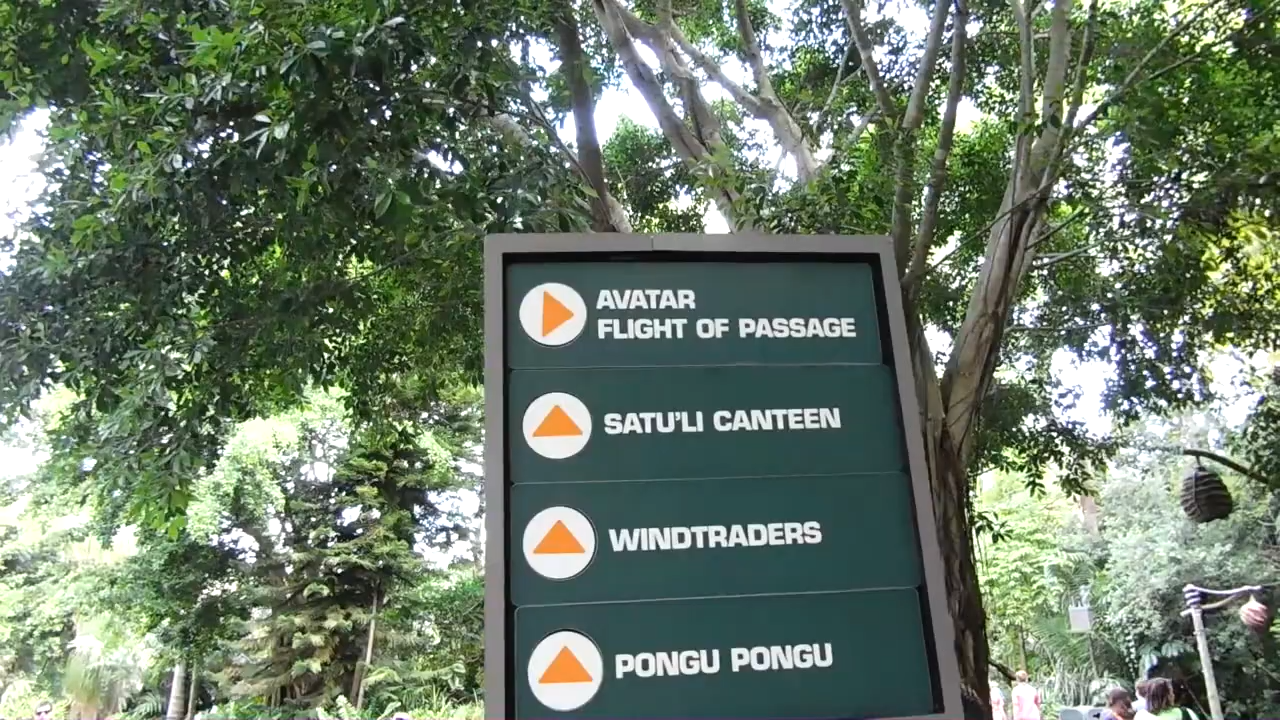 AVATAR
FLIGHT OF PASSAGE
SATU'LI CANTEEN
WINDTRADERS
PONGU PONGU